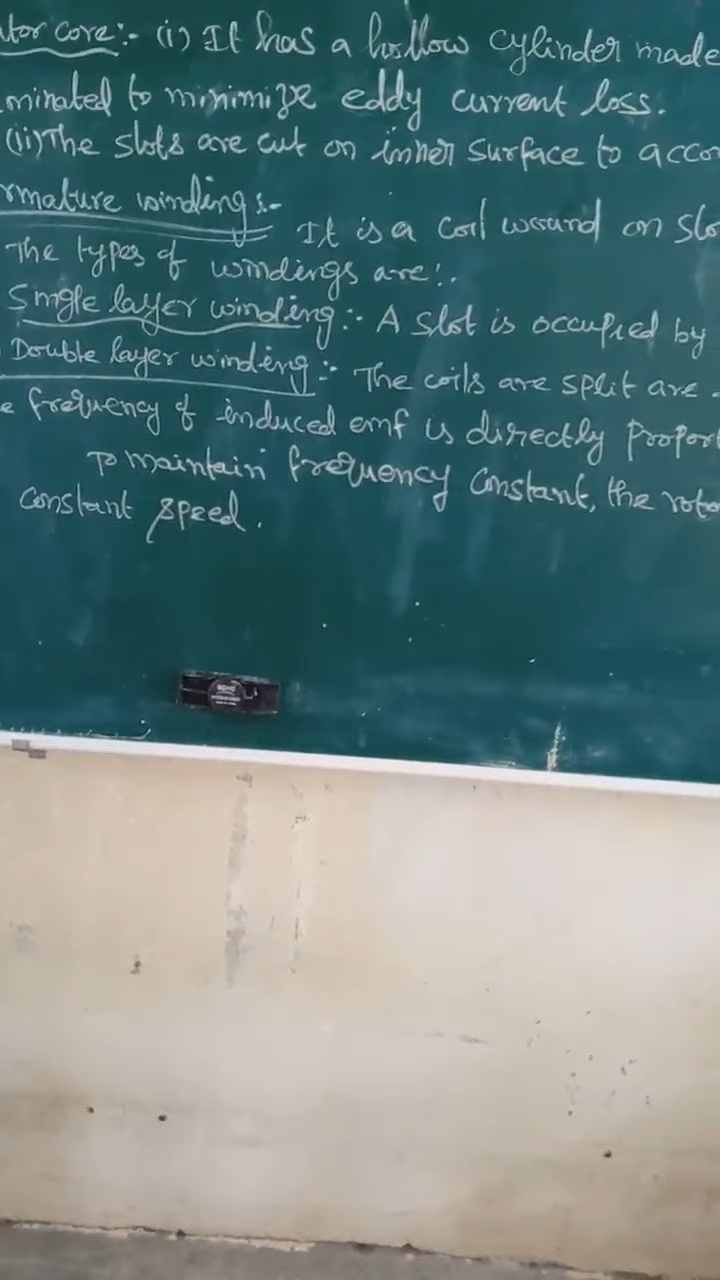 tor core:- (i) It has a hollow cylinder made
minated to minimize eddy current loss.
(ii) The slots are cut on inner surface to acco
rmature winding:-
It is a coil wound on slo
The types of windings are:.
Single layer winding:- A slot is occupied by
Double layer winding:- The coils are split are
e frequency of induced emf is directly propor
To maintain frequency constant, the roto
constant speed.